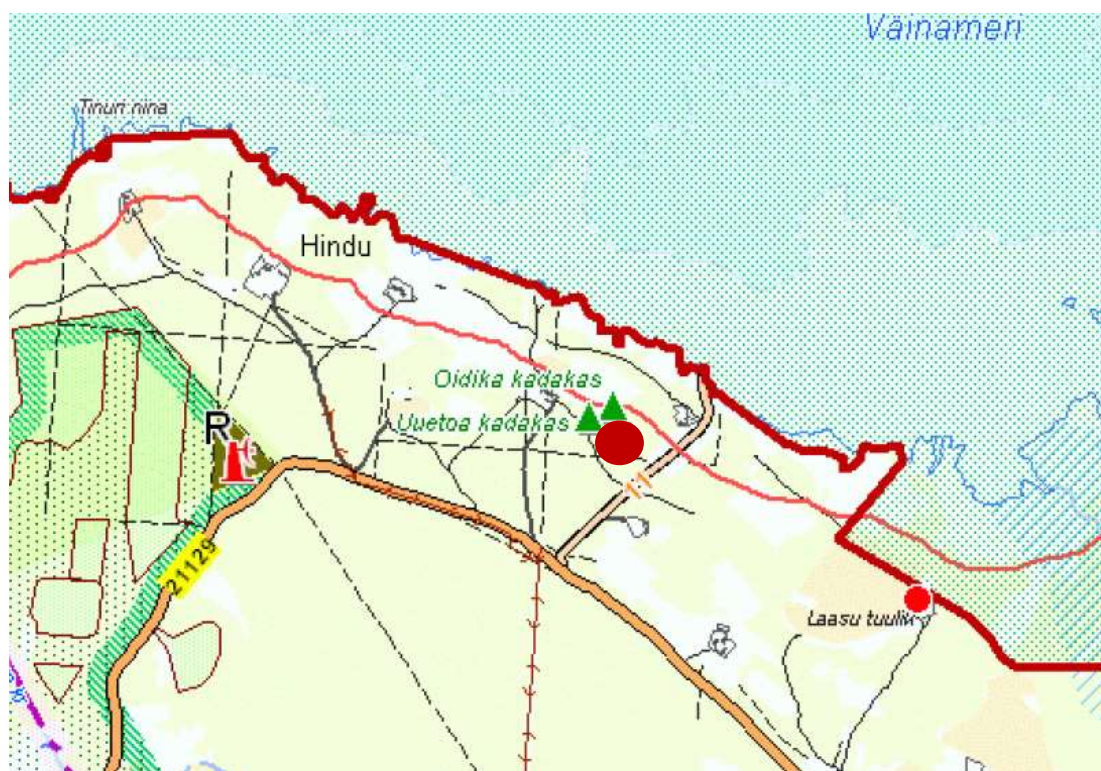 Väinameri
Tinuri nina
Hindu
Oidika kadakas
Uuetoa kadakas
R
21129
Laasu tuulik